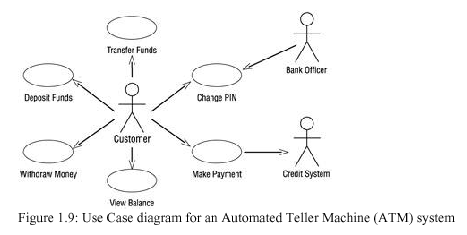 Transfer Funds
Bank Officer
Deposit Funds
Change PIN
Customer
Withdraw Money
Make Payment
Credit System
View Balance
Figure 1.9: Use Case diagram for an Automated Teller Machine (ATM) system